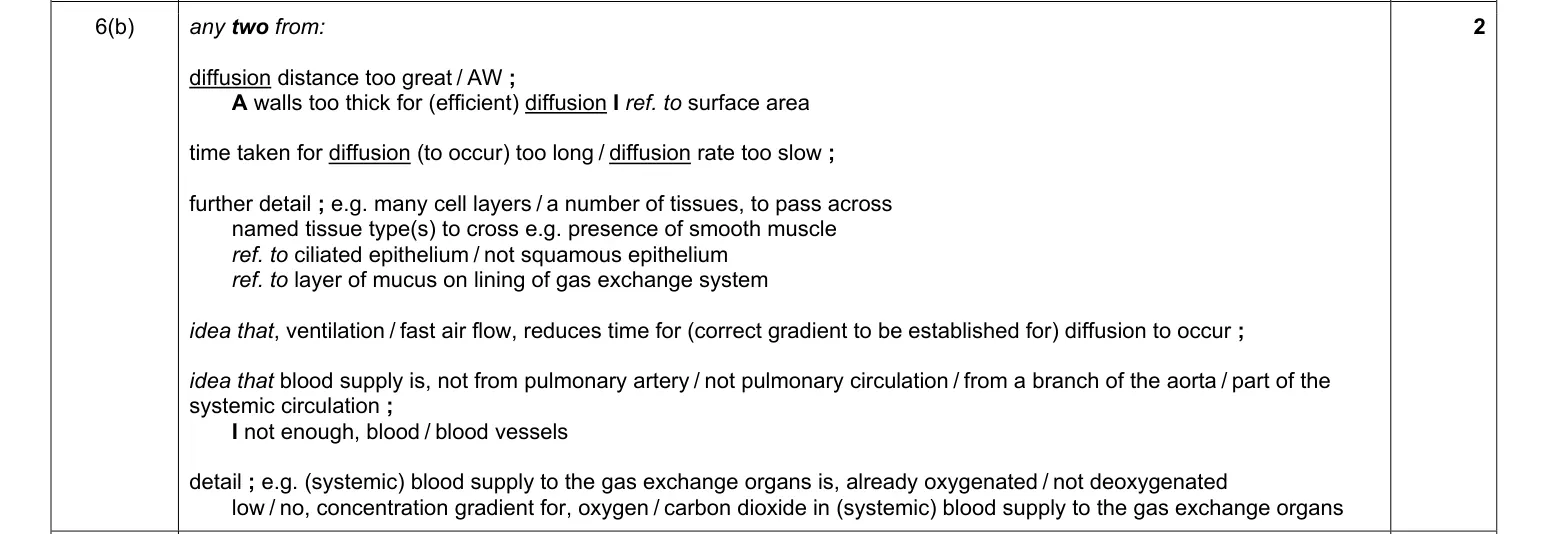 6(b) any two from: 2
diffusion distance too great / AW ;
A walls too thick for (efficient) diffusion I ref. to surface area
time taken for diffusion (to occur) too long / diffusion rate too slow ;
further detail ; e.g. many cell layers / a number of tissues, to pass across
named tissue type(s) to cross e.g. presence of smooth muscle
ref. to ciliated epithelium / not squamous epithelium
ref. to layer of mucus on lining of gas exchange system
idea that, ventilation / fast air flow, reduces time for (correct gradient to be established for) diffusion to occur ;
idea that blood supply is, not from pulmonary artery / not pulmonary circulation / from a branch of the aorta / part of the
systemic circulation ;
I not enough, blood / blood vessels
detail ; e.g. (systemic) blood supply to the gas exchange organs is, already oxygenated / not deoxygenated
low / no, concentration gradient for, oxygen / carbon dioxide in (systemic) blood supply to the gas exchange organs